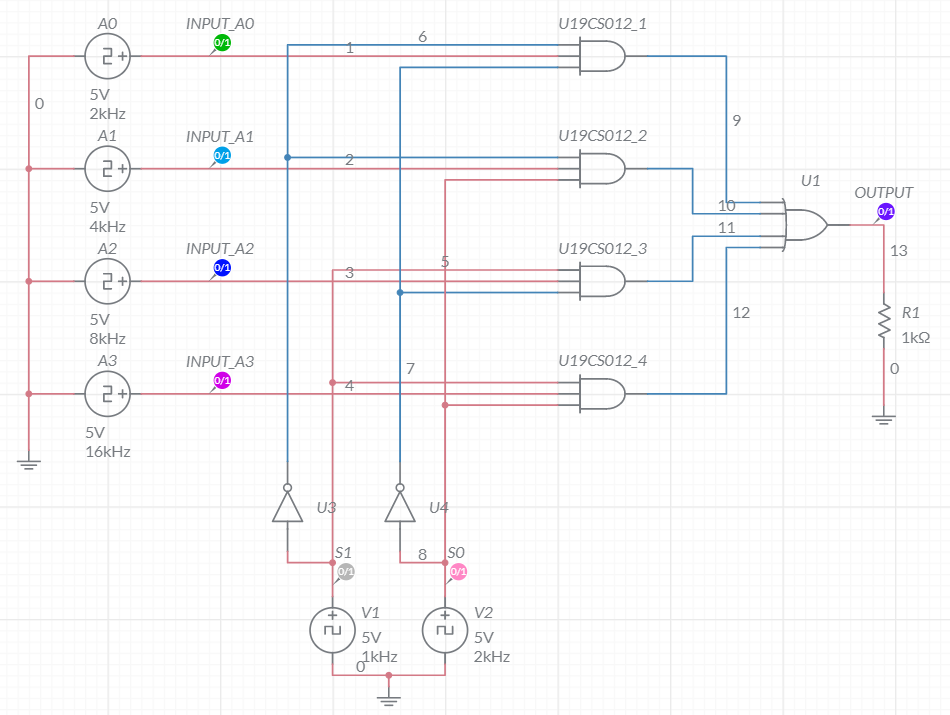 A0
INPUT_A0
0/1
6
1
U19CS012_1
0
5V
2kHz
9
A1
INPUT_A1
0/1
2
U19CS012_2
5V
4kHz
U1
OUTPUT
0/1
10
11
A2
INPUT_A2
0/1
5
3
U19CS012_3
13
5V
8kHz
12
R1
1kΩ
A3
INPUT_A3
0/1
7
4
U19CS012_4
0
5V
16kHz
U3
U4
S1
0/1
8
S0
0/1
V1
5V
1kHz
0
V2
5V
2kHz